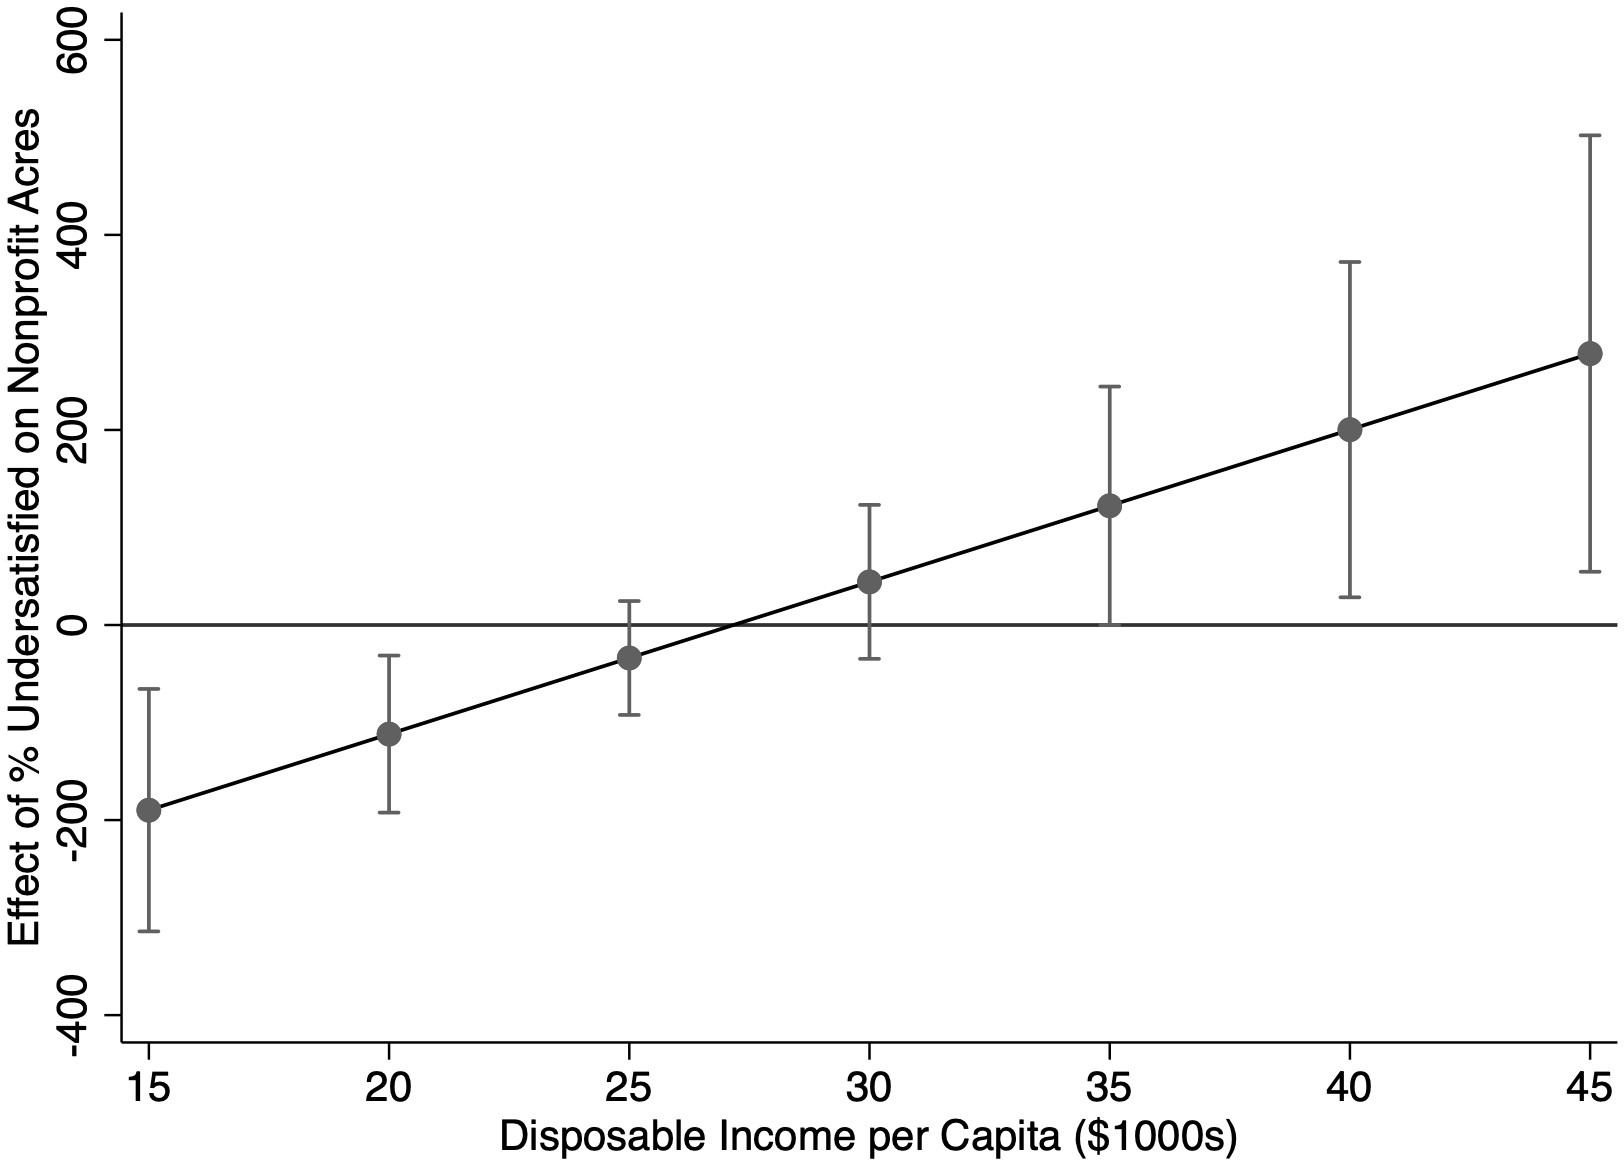 Effect of % Undersatisfied on Nonprofit Acres
600
400
200
0
-200
-400
15 20 25 30 35 40 45
Disposable Income per Capita ($1000s)